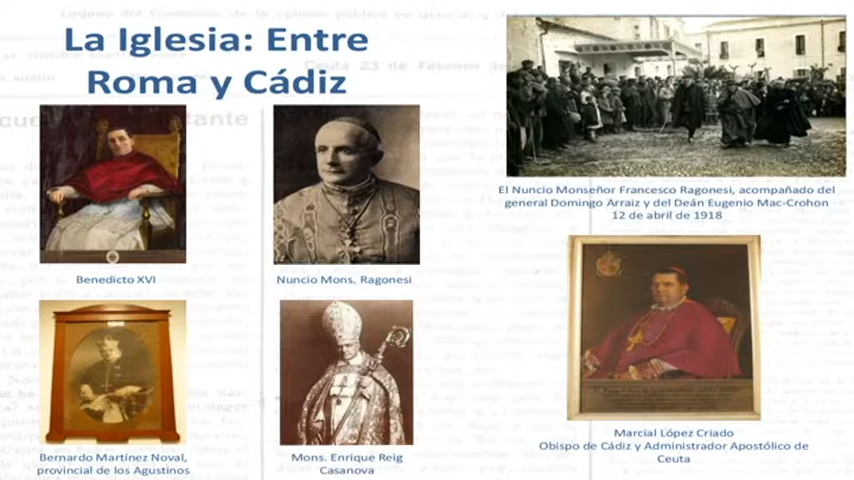 La Iglesia: Entre
Roma y Cádiz
Benedicto XVI
Nuncio Mons. Ragonesi
El Nuncio Monseñor Francesco Ragonesi, acompañado del
general Domingo Arraiz y del Deán Eugenio Mac-Crohon
12 de abril de 1918
Bernardo Martínez Noval,
provincial de los Agustinos
Mons. Enrique Reig
Casanova
Marcial López Criado
Obispo de Cádiz y Administrador Apostólico de
Ceuta